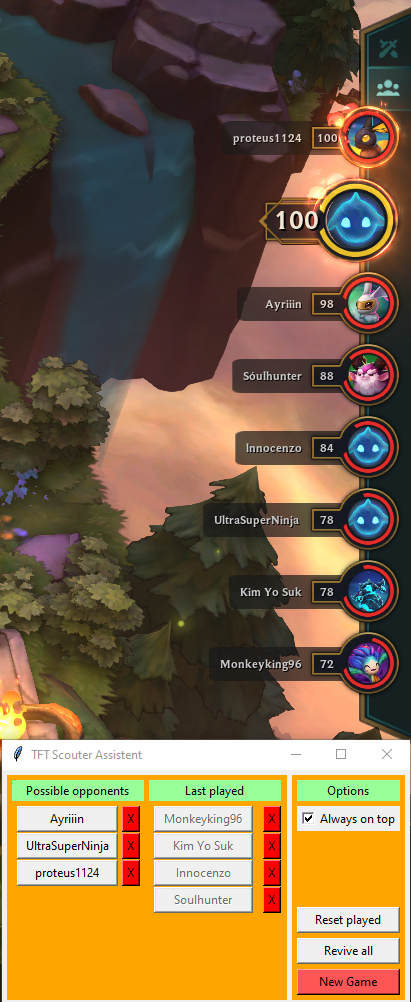 proteus1124 100
100
Ayriiin 98
Sóulhunter 88
Innocenzo 84
UltraSuperNinja 78
Kim Yo Suk 78
Monkeyking96 72
TFT Scouter Assistent
Possible opponents Last played Options
Ayriiin X Monkeyking96 X Always on top
UltraSuperNinja X Kim Yo Suk X
proteus1124 X Innocenzo X
Soulhunter X
Reset played
Revive all
New Game